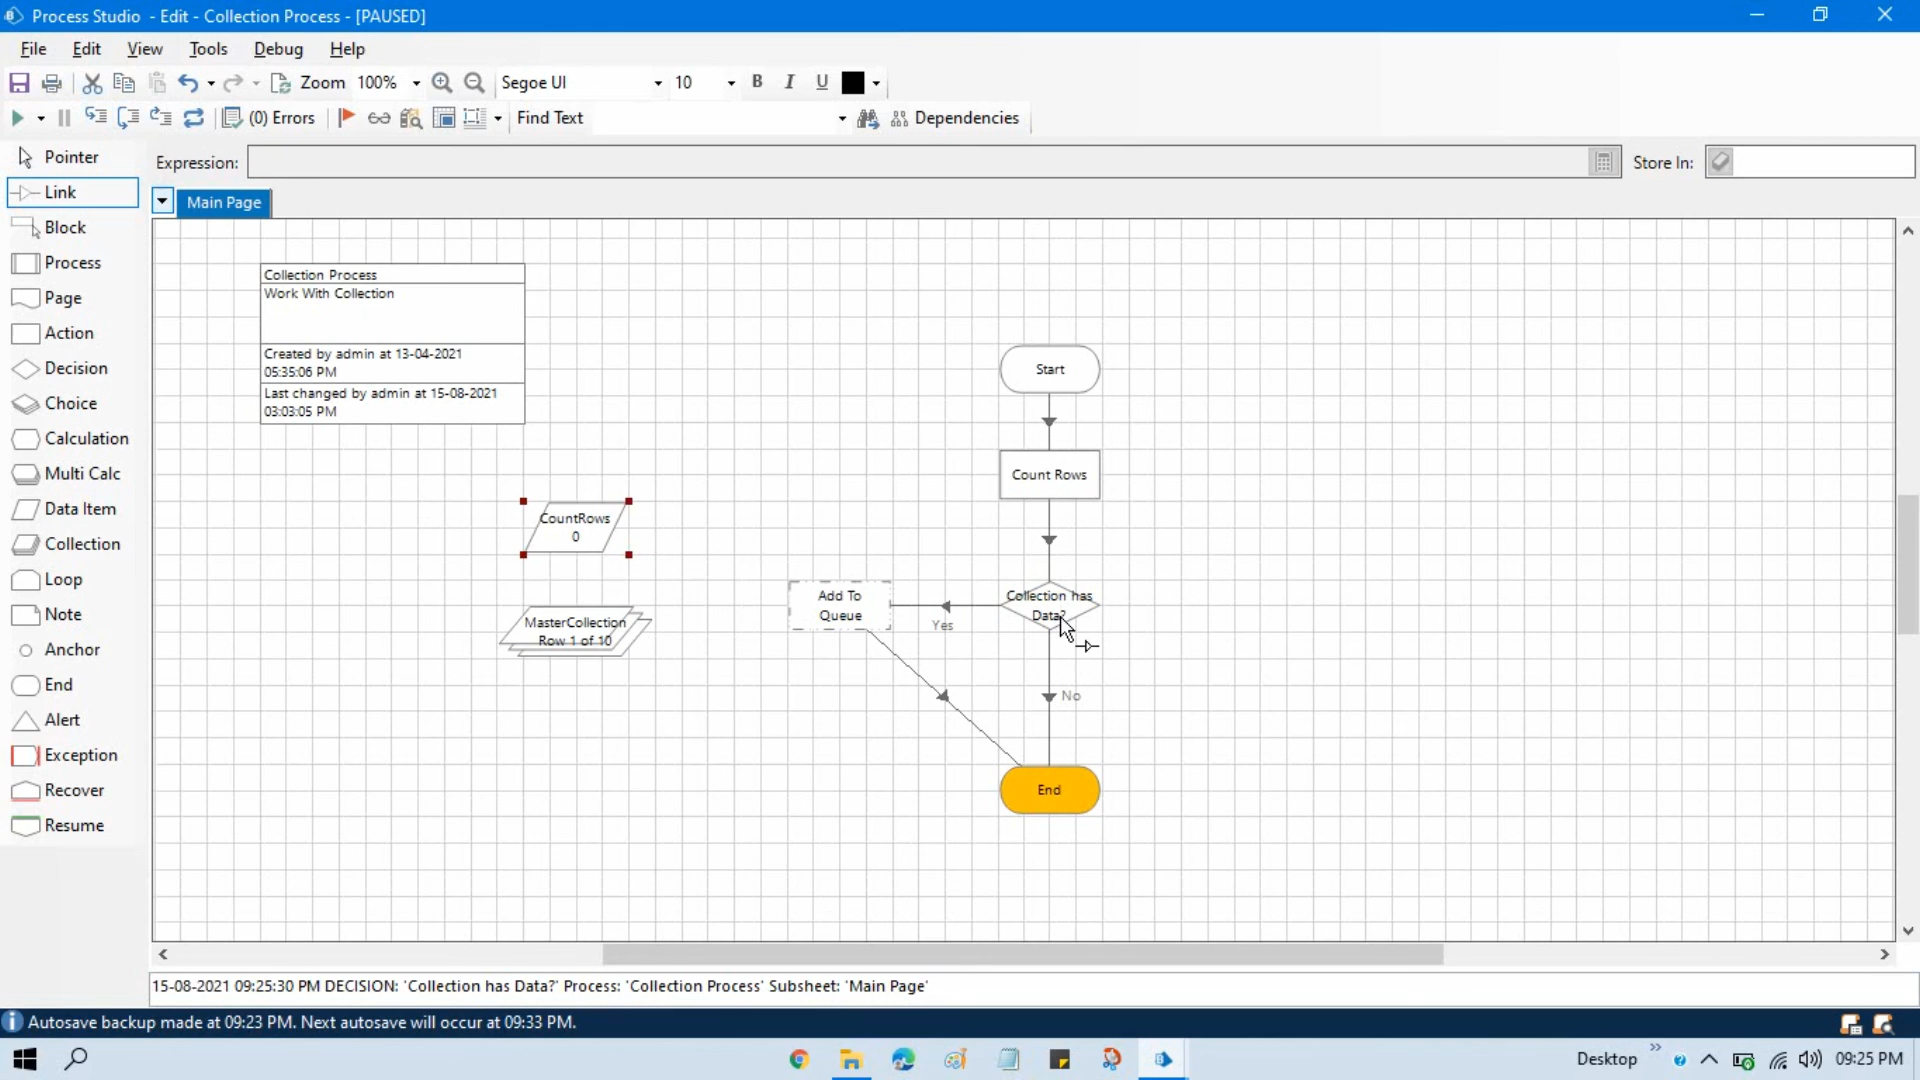 Process Studio - Edit - Collection Process - [PAUSED]
File Edit View Tools Debug Help
Zoom 100% Segoe UI 10 B I U
(0) Errors Find Text Dependencies
Pointer
Link
Block
Process
Page
Action
Decision
Choice
Calculation
Multi Calc
Data Item
Collection
Loop
Note
Anchor
End
Alert
Exception
Recover
Resume
Expression: Store In:
Main Page
Collection Process
Work With Collection
Created by admin at 13-04-2021
05:35:06 PM
Last changed by admin at 15-08-2021
03:03:05 PM
Start
Count Rows
CountRows
0
Collection has
Data?
Add To
Queue
Yes
MasterCollection
Row 1 of 10
No
End
15-08-2021 09:25:30 PM DECISION: 'Collection has Data?' Process: 'Collection Process' Subsheet: 'Main Page'
Autosave backup made at 09:23 PM. Next autosave will occur at 09:33 PM.
Desktop 09:25 PM